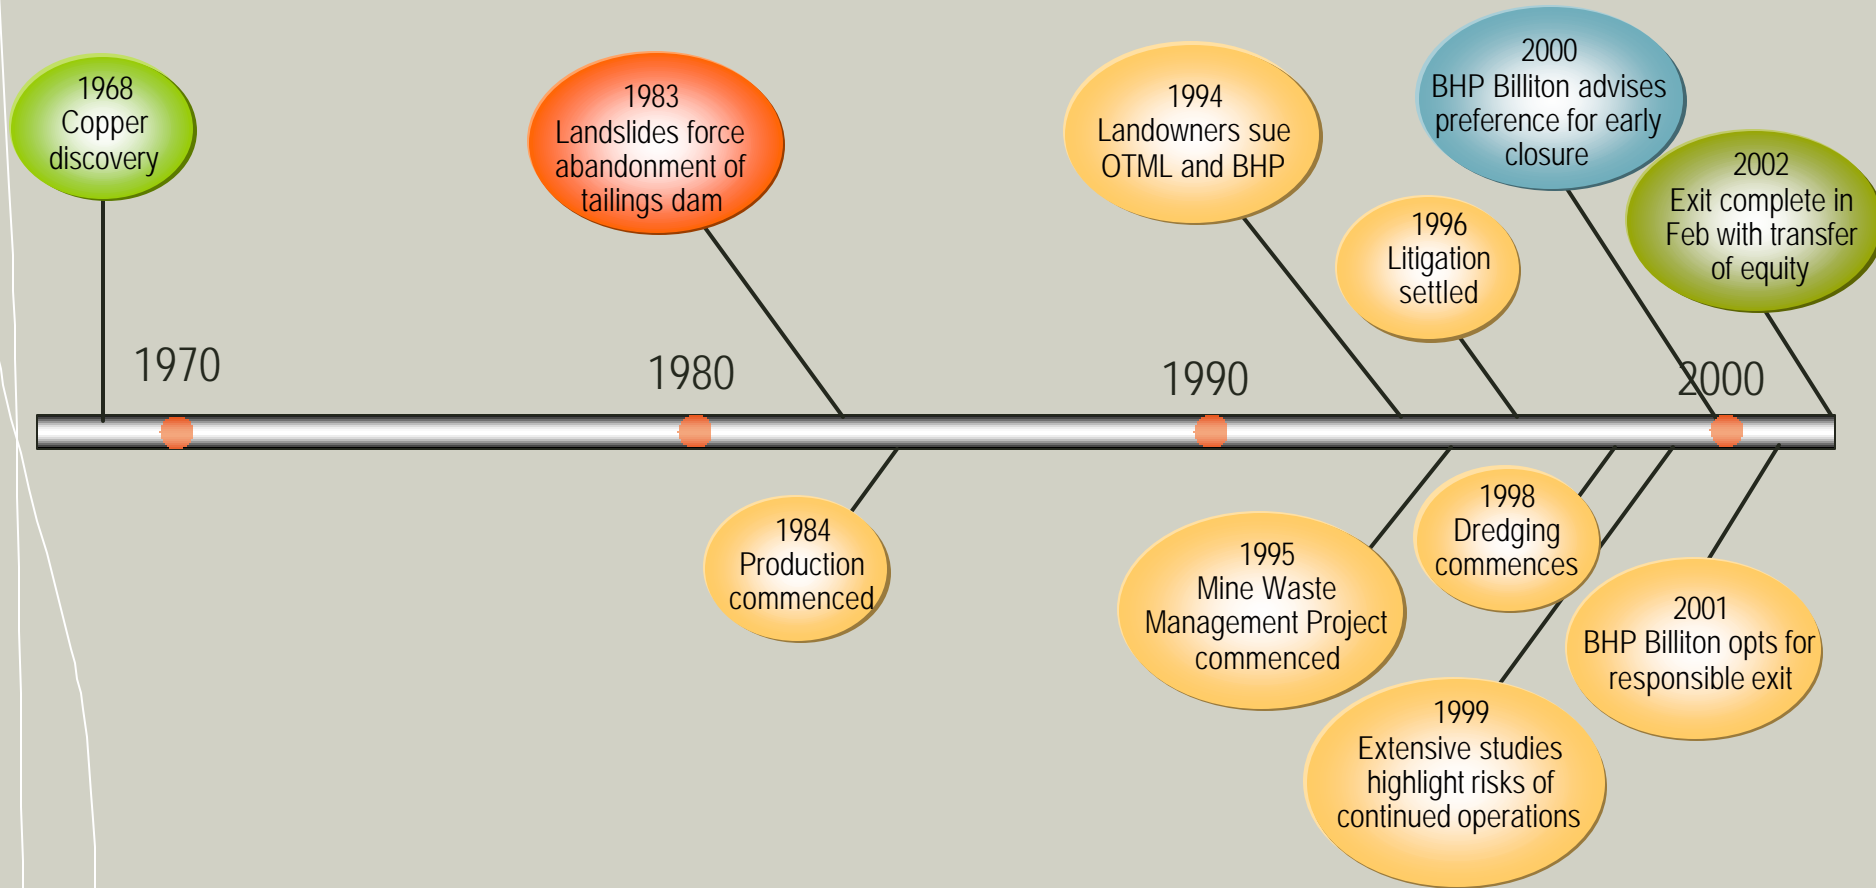 1968
Copper
discovery
1983
Landslides force
abandonment of
tailings dam
1994
Landowners sue
OTML and BHP
1996
Litigation
settled
2000
BHP Billiton advises
preference for early
closure
2002
Exit complete in
Feb with transfer
of equity
1970
1980
1990
2000
1984
Production
commenced
1995
Mine Waste
Management Project
commenced
1998
Dredging
commences
1999
Extensive studies
highlight risks of
continued operations
2001
BHP Billiton opts for
responsible exit